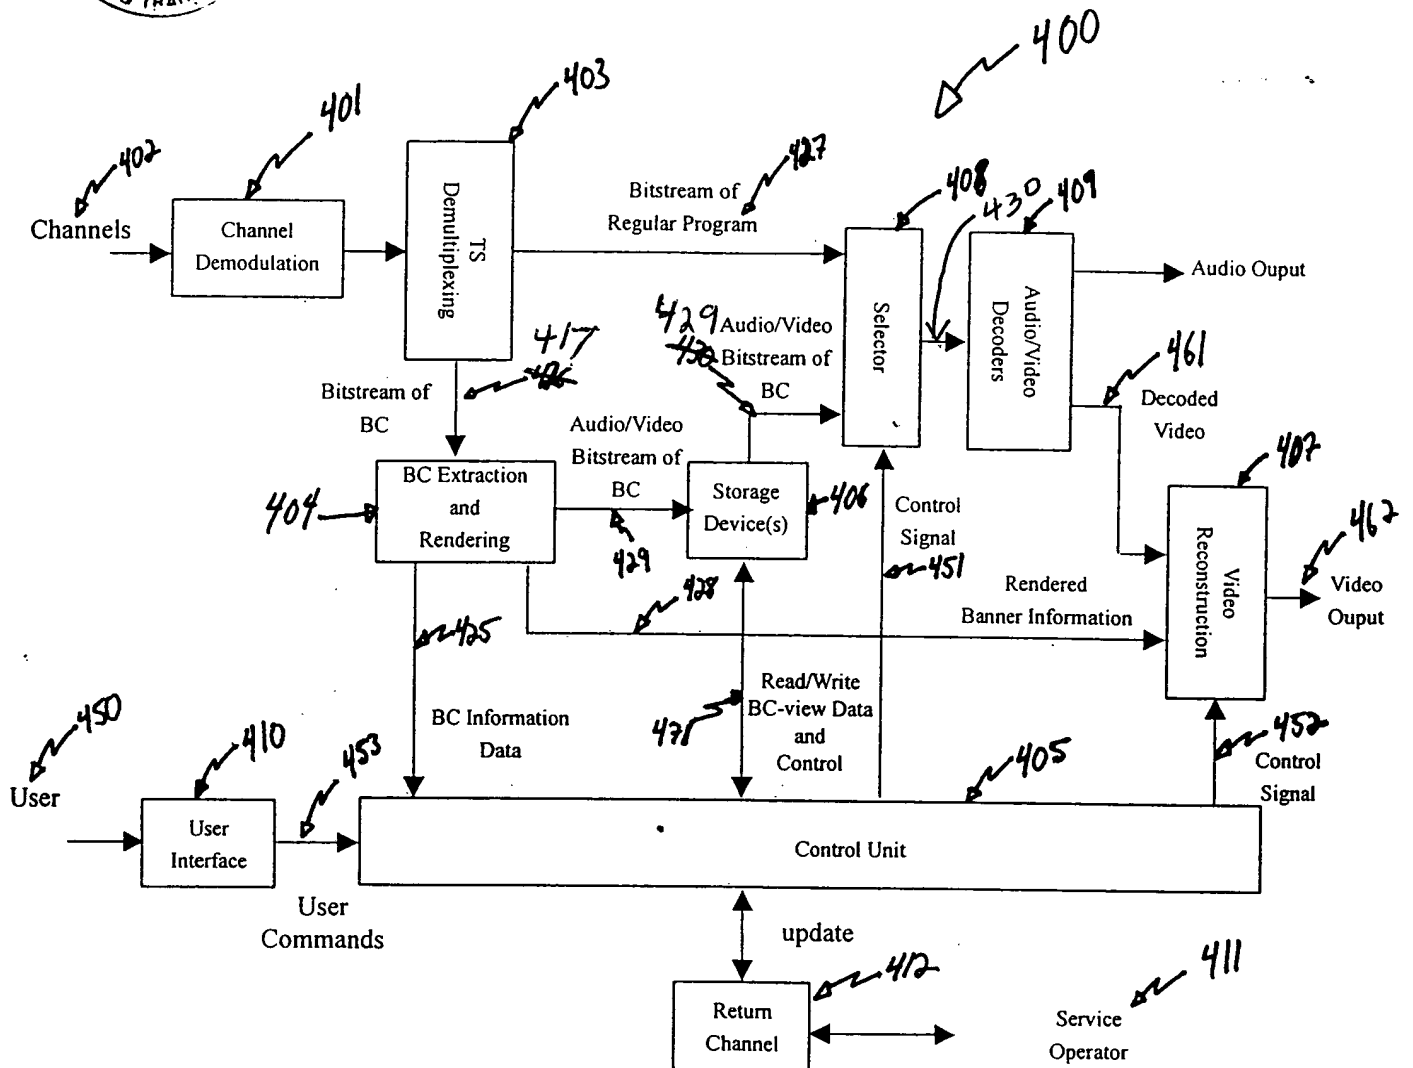 & TRA
400
403
401
402
427
Channels
Channel
Demodulation
TS
Demultiplexing
Bitstream of
Regular Program
408
430
409
Selector
Audio/Video
Decoders
Audio Ouput
417
426
Bitstream of
BC
429
430
Audio/Video
Bitstream of
BC
461
Decoded
Video
407
404
BC Extraction
and
Rendering
Audio/Video
Bitstream of
BC
429
Storage
Device(s)
406
Control
Signal
451
Video
Reconstruction
462
Video
Ouput
428
Rendered
Banner Information
425
BC Information
Data
471
Read/Write
BC-view Data
and
Control
405
452
Control
Signal
450
User
410
453
User
Interface
Control Unit
User
Commands
update
412
Return
Channel
411
Service
Operator